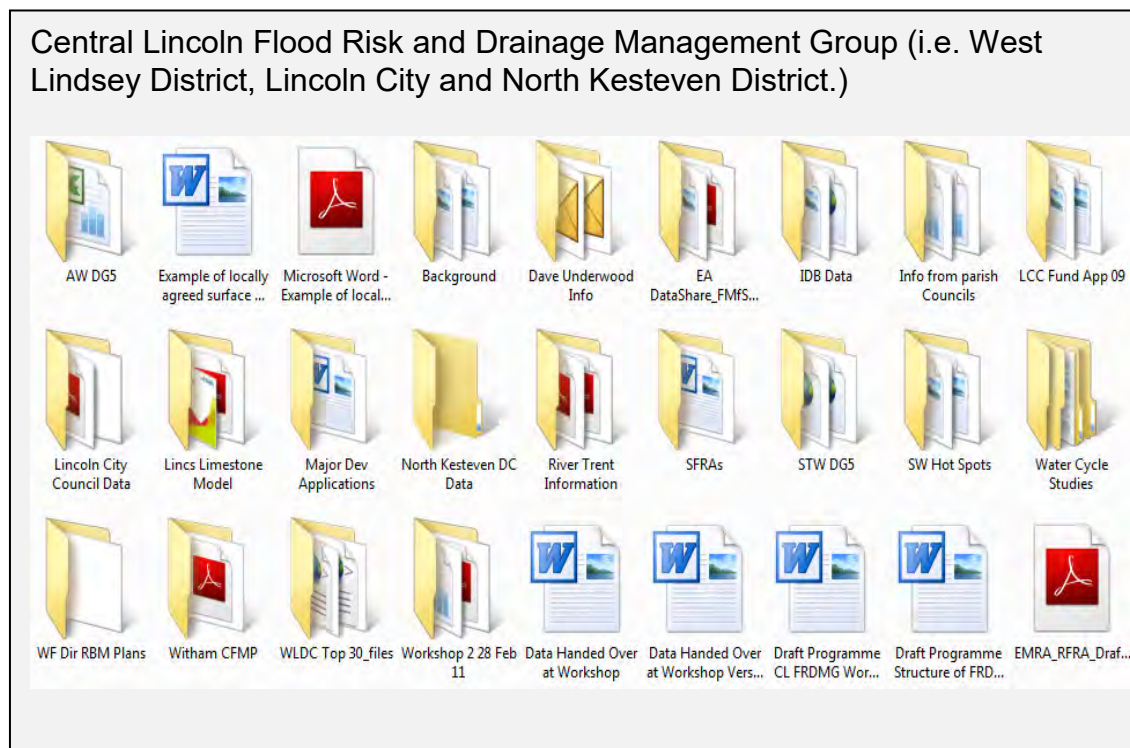 Central Lincoln Flood Risk and Drainage Management Group (i.e. West
Lindsey District, Lincoln City and North Kesteven District.)
AW DG5
Example of locally
agreed surface ...
Microsoft Word -
Example of local...
Background
Dave Underwood
Info
EA
DataShare_FMfS...
IDB Data
Info from parish
Councils
LCC Fund App 09
Lincoln City
Council Data
Lincs Limestone
Model
Major Dev
Applications
North Kesteven DC
Data
River Trent
Information
SFRAs
STW DG5
SW Hot Spots
Water Cycle
Studies
WF Dir RBM Plans
Witham CFMP
WLDC Top 30_files
Workshop 2 28 Feb
11
Data Handed Over
at Workshop
Data Handed Over
at Workshop Vers...
Draft Programme
CL FRDMG Wor...
Draft Programme
Structure of FRD...
EMRA_RFRA_Draf...